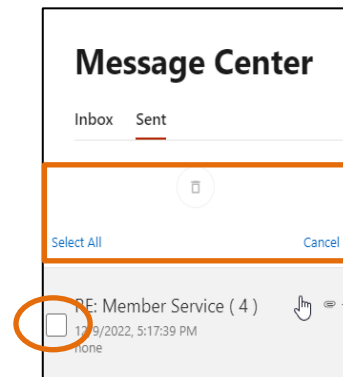 Message Center
Inbox Sent
Select All Cancel
RE: Member Service ( 4 )
12/9/2022, 5:17:39 PM
none